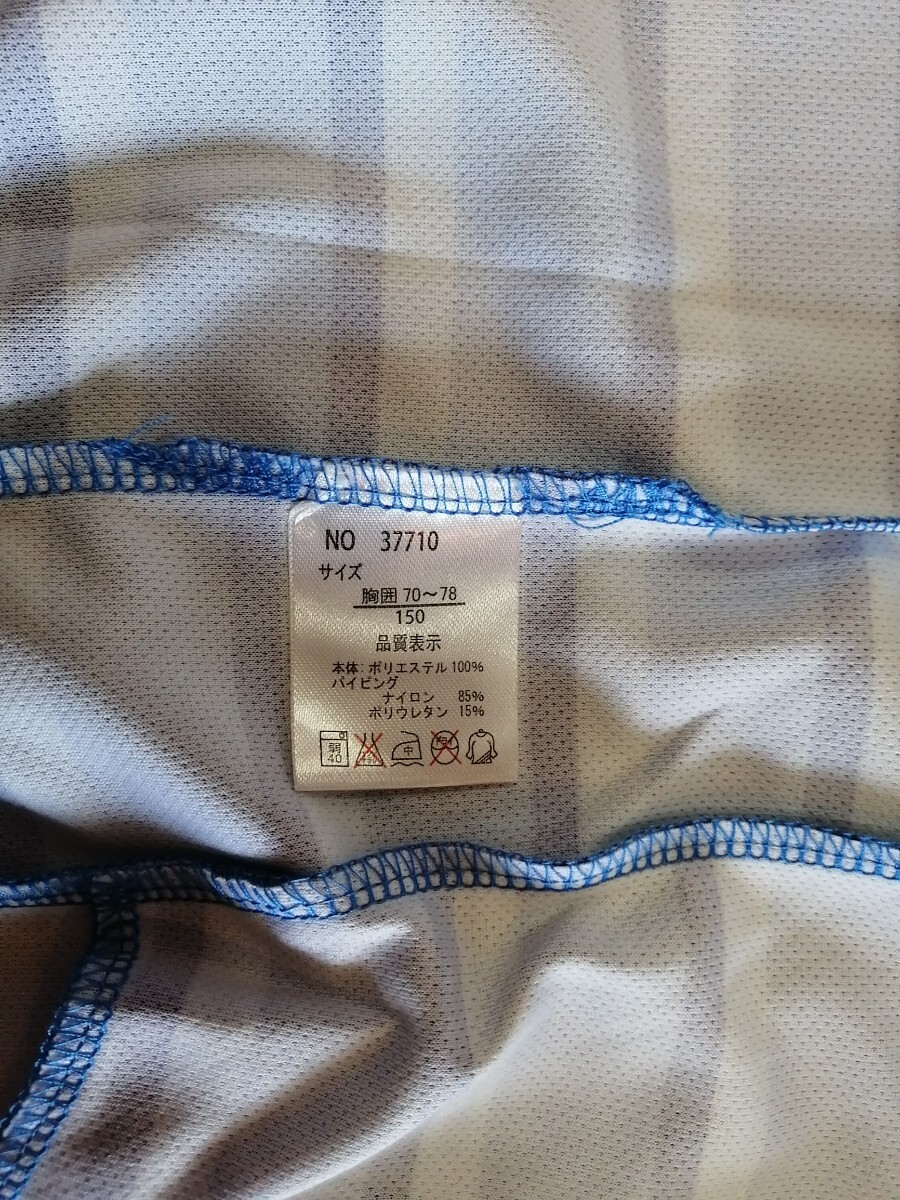 NO 37710
サイズ
胸囲 70〜78
150
品質表示
本体: ポリエステル 100%
パイピング
ナイロン 85%
ポリウレタン 15%
弱 中
40